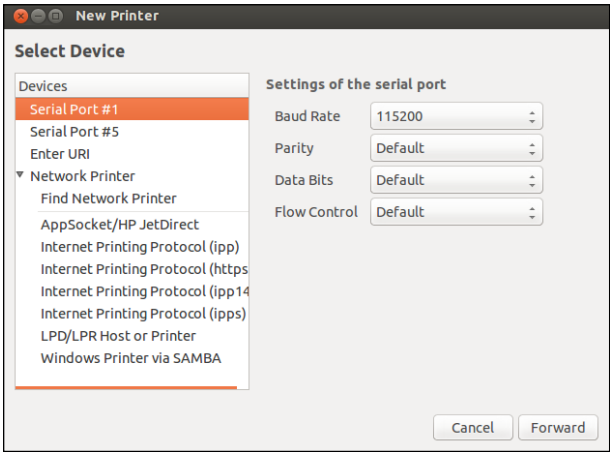 New Printer
Select Device
Devices
Serial Port #1
Serial Port #5
Enter URI
Network Printer
Find Network Printer
AppSocket/HP JetDirect
Internet Printing Protocol (ipp)
Internet Printing Protocol (https
Internet Printing Protocol (ipp14
Internet Printing Protocol (ipps)
LPD/LPR Host or Printer
Windows Printer via SAMBA
Settings of the serial port
Baud Rate 115200
Parity Default
Data Bits Default
Flow Control Default
Cancel Forward